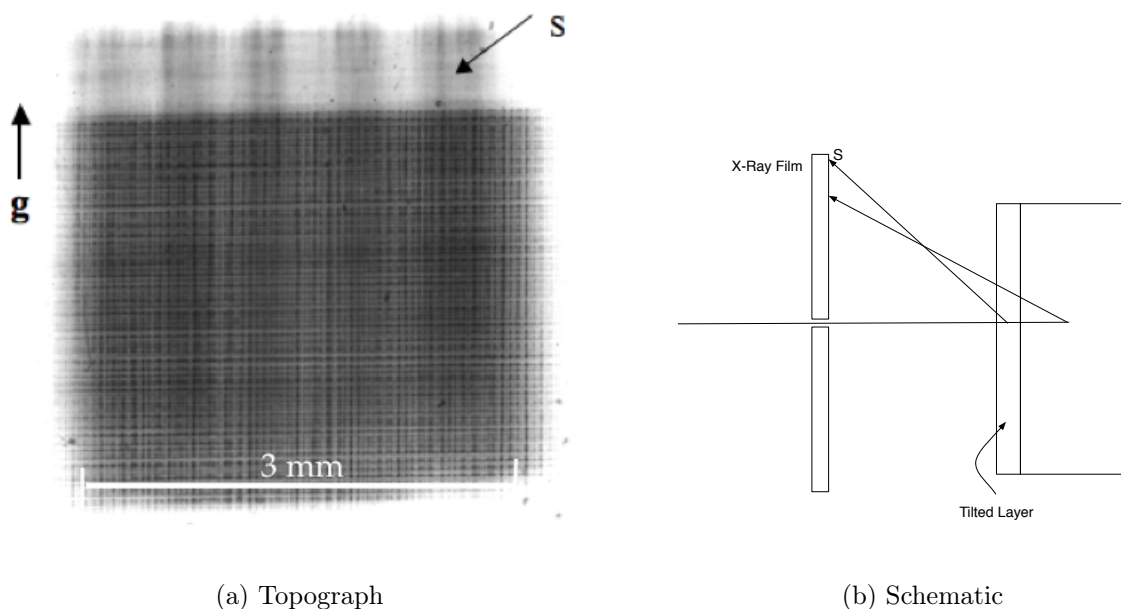 S
g
3 mm
X-Ray Film
S
Tilted Layer
(a) Topograph
(b) Schematic